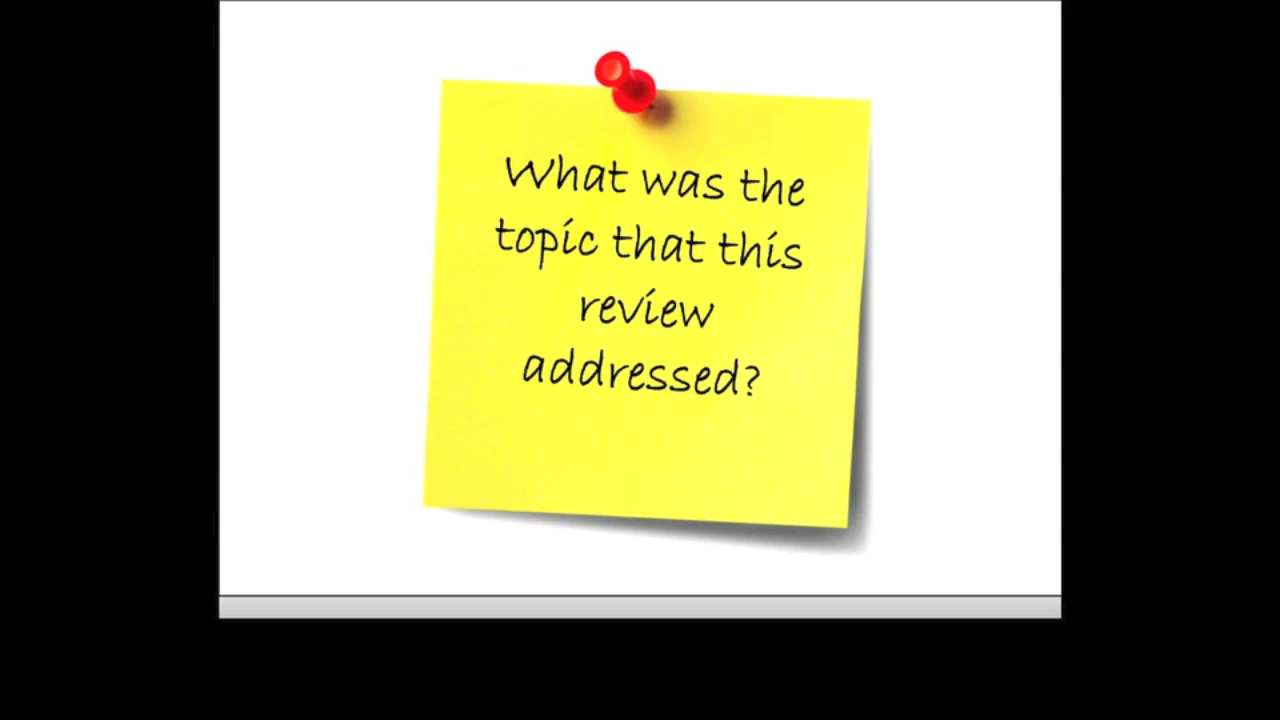 What was the
topic that this
review
addressed?